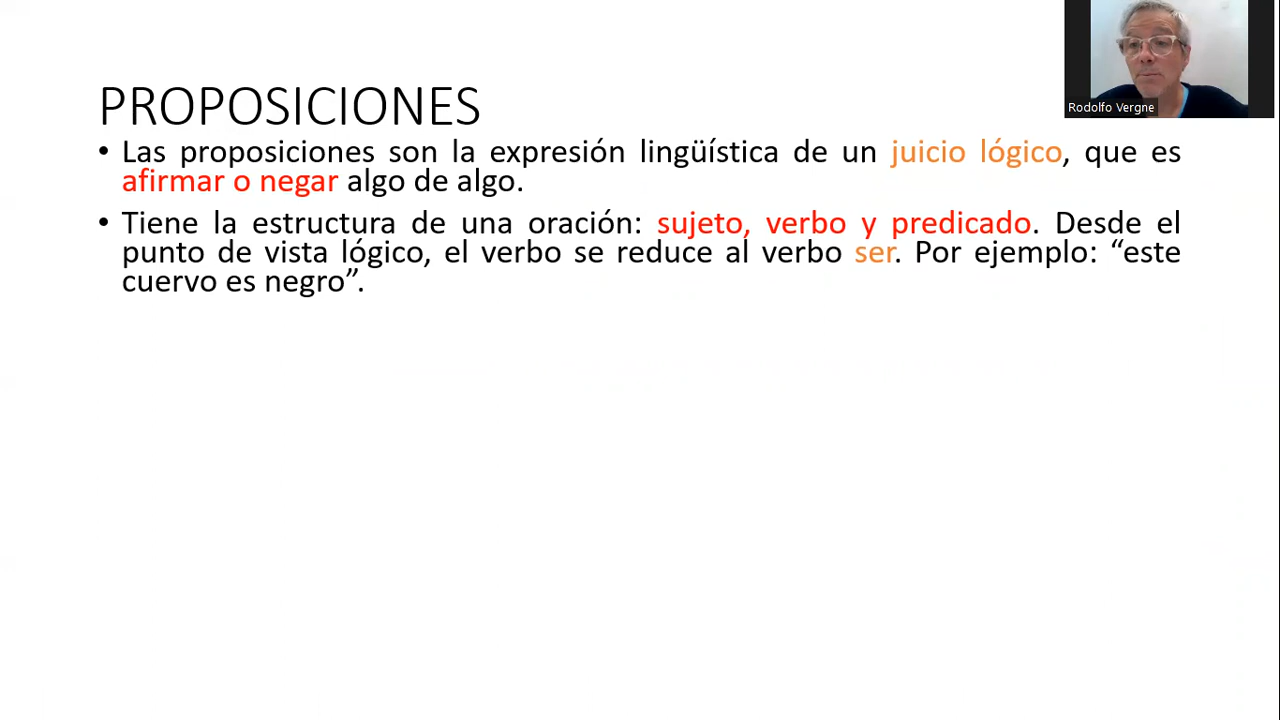 Rodolfo Vergne
PROPOSICIONES
• Las proposiciones son la expresión lingüística de un juicio lógico, que es
afirmar o negar algo de algo.
• Tiene la estructura de una oración: sujeto, verbo y predicado. Desde el
punto de vista lógico, el verbo se reduce al verbo ser. Por ejemplo: “este
cuervo es negro”.